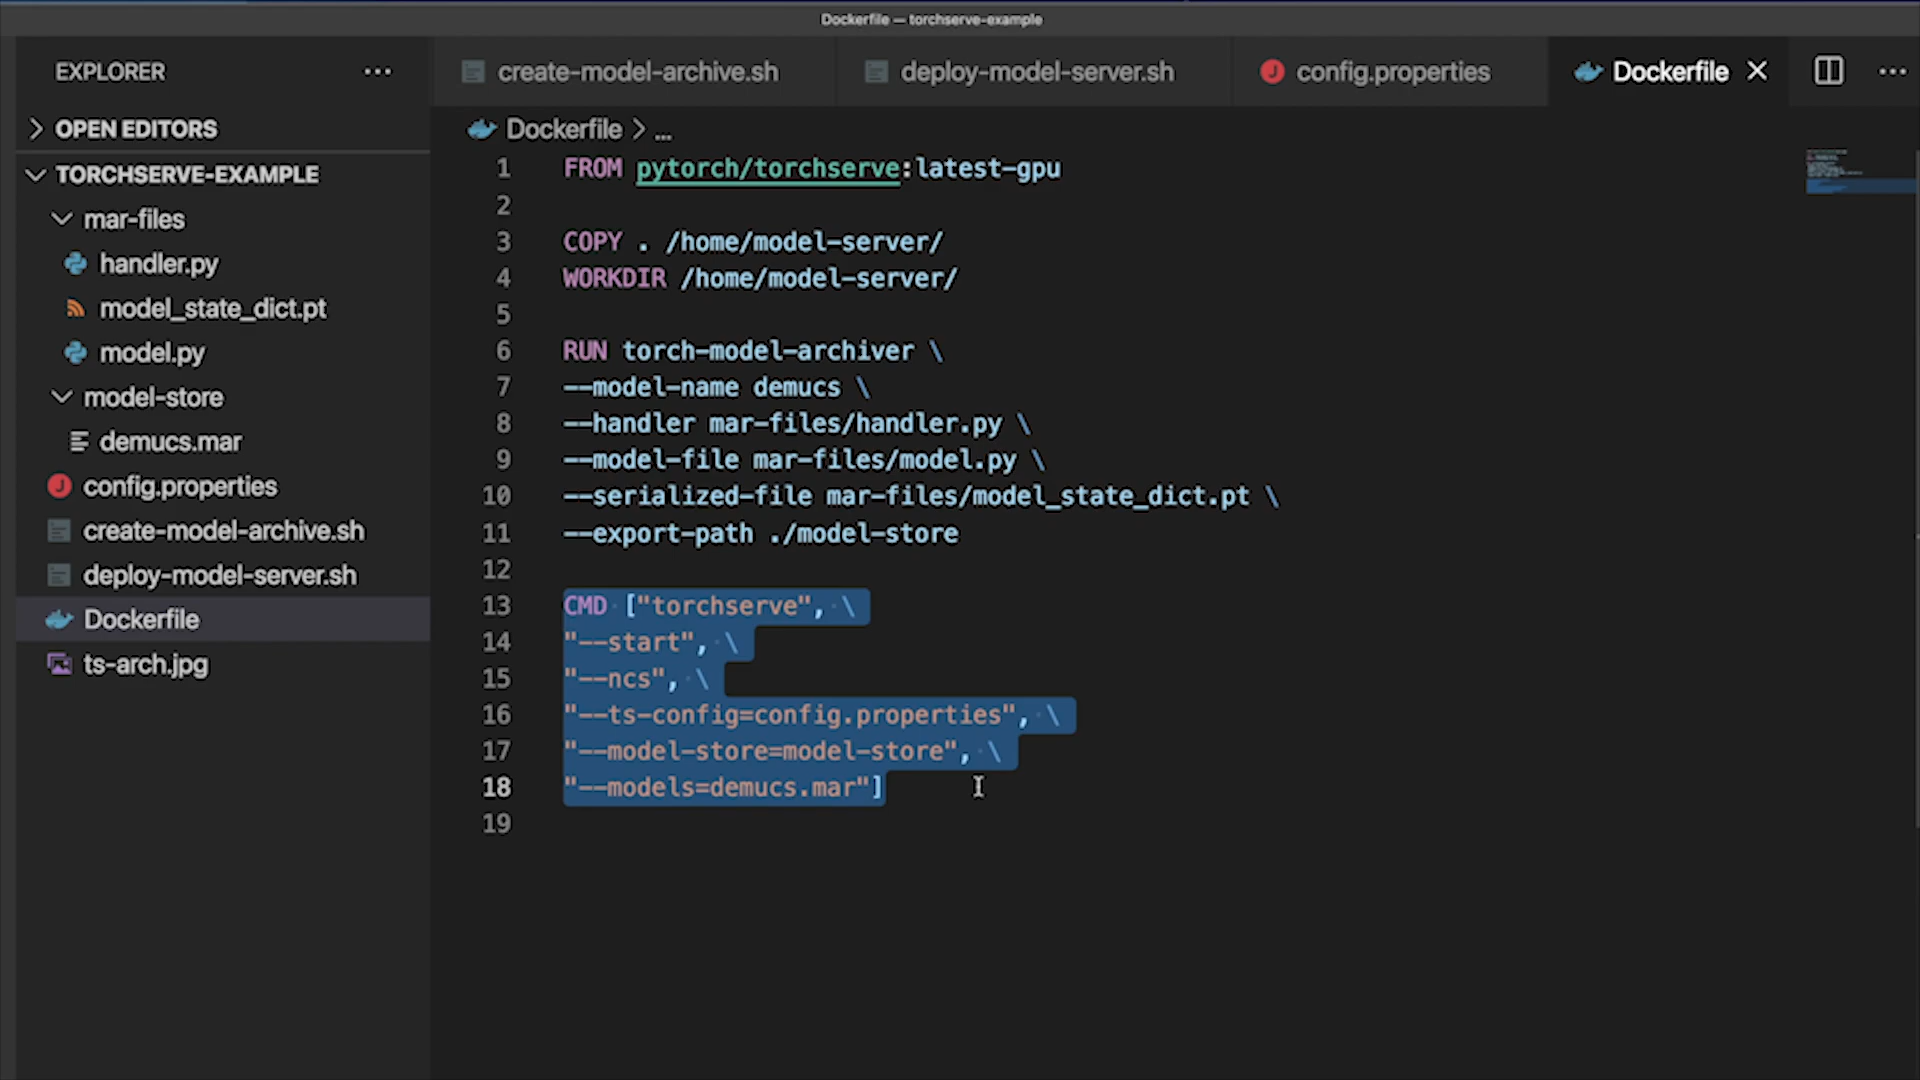 Dockerfile — torchserve-example
EXPLORER
OPEN EDITORS
TORCHSERVE-EXAMPLE
mar-files
handler.py
model_state_dict.pt
model.py
model-store
demucs.mar
config.properties
create-model-archive.sh
deploy-model-server.sh
Dockerfile
ts-arch.jpg
create-model-archive.sh
deploy-model-server.sh
config.properties
Dockerfile
Dockerfile > ...
1 FROM pytorch/torchserve:latest-gpu
2
3 COPY . /home/model-server/
4 WORKDIR /home/model-server/
5
6 RUN torch-model-archiver \
7 --model-name demucs \
8 --handler mar-files/handler.py \
9 --model-file mar-files/model.py \
10 --serialized-file mar-files/model_state_dict.pt \
11 --export-path ./model-store
12
13 CMD ["torchserve", \
14 "--start", \
15 "--ncs", \
16 "--ts-config=config.properties", \
17 "--model-store=model-store", \
18 "--models=demucs.mar"]
19